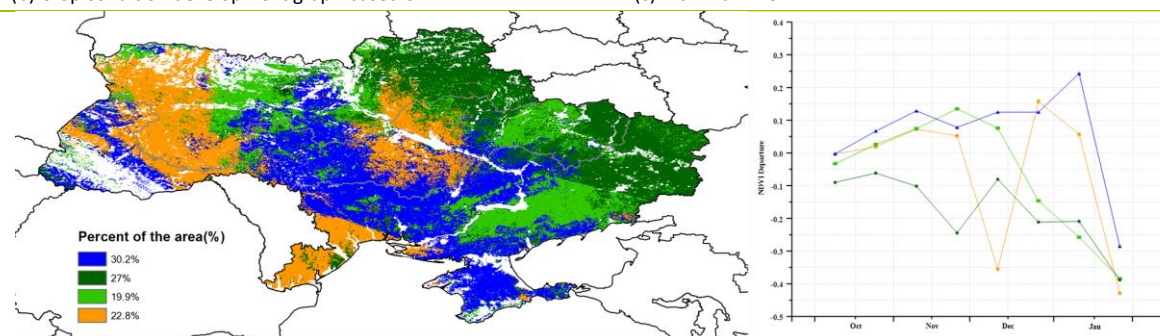 Percent of the area(%)
30.2%
27%
19.9%
22.8%
0.4
0.3
0.2
0.1
0.0
-0.1
-0.2
-0.3
-0.4
-0.5
NDVI Departure
Oct
Nov
Dec
Jan